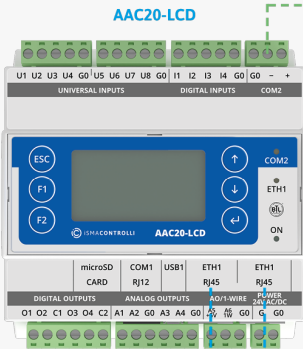 AAC20-LCD
U1 U2 U3 U4 G0 U5 U6 U7 U8 G0 I1 I2 I3 I4 G0 G0 − +
UNIVERSAL INPUTS DIGITAL INPUTS COM2
ESC
F1
F2
COM2
ETH1
BTL
ON
iSMACONTROLLI AAC20-LCD
microSD COM1 USB1 ETH1 ETH1
CARD RJ12 RJ45 RJ45
DIGITAL OUTPUTS ANALOG OUTPUTS AO/1-WIRE POWER
24V AC/DC
O1 O2 C1 O3 O4 C2 A1 A2 G0 A3 A4 G0 G0